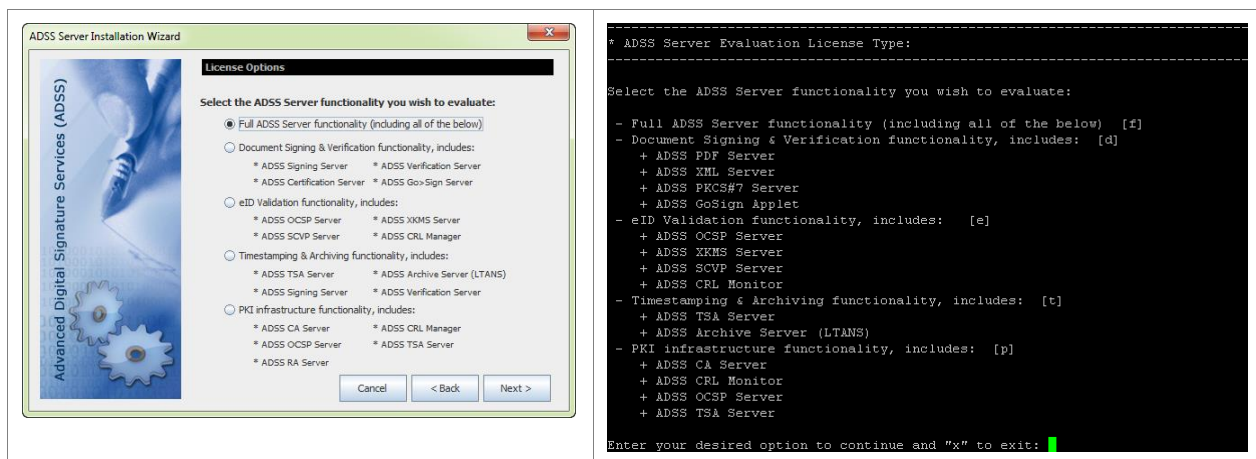 ADSS Server Installation Wizard
Advanced Digital Signature Services (ADSS)
License Options
Select the ADSS Server functionality you wish to evaluate:
Full ADSS Server functionality (including all of the below)
Document Signing & Verification functionality, includes:
* ADSS Signing Server * ADSS Verification Server
* ADSS Certification Server * ADSS Go>Sign Server
eID Validation functionality, includes:
* ADSS OCSP Server * ADSS XKMS Server
* ADSS SCVP Server * ADSS CRL Manager
Timestamping & Archiving functionality, includes:
* ADSS TSA Server * ADSS Archive Server (LTANS)
* ADSS Signing Server * ADSS Verification Server
PKI infrastructure functionality, includes:
* ADSS CA Server * ADSS CRL Manager
* ADSS OCSP Server * ADSS TSA Server
* ADSS RA Server
Cancel < Back Next >
* ADSS Server Evaluation License Type:
Select the ADSS Server functionality you wish to evaluate:
- Full ADSS Server functionality (including all of the below) [f]
- Document Signing & Verification functionality, includes: [d]
+ ADSS PDF Server
+ ADSS XML Server
+ ADSS PKCS#7 Server
+ ADSS GoSign Applet
- eID Validation functionality, includes: [e]
+ ADSS OCSP Server
+ ADSS XKMS Server
+ ADSS SCVP Server
+ ADSS CRL Monitor
- Timestamping & Archiving functionality, includes: [t]
+ ADSS TSA Server
+ ADSS Archive Server (LTANS)
- PKI infrastructure functionality, includes: [p]
+ ADSS CA Server
+ ADSS CRL Monitor
+ ADSS OCSP Server
+ ADSS TSA Server
Enter your desired option to continue and "x" to exit: